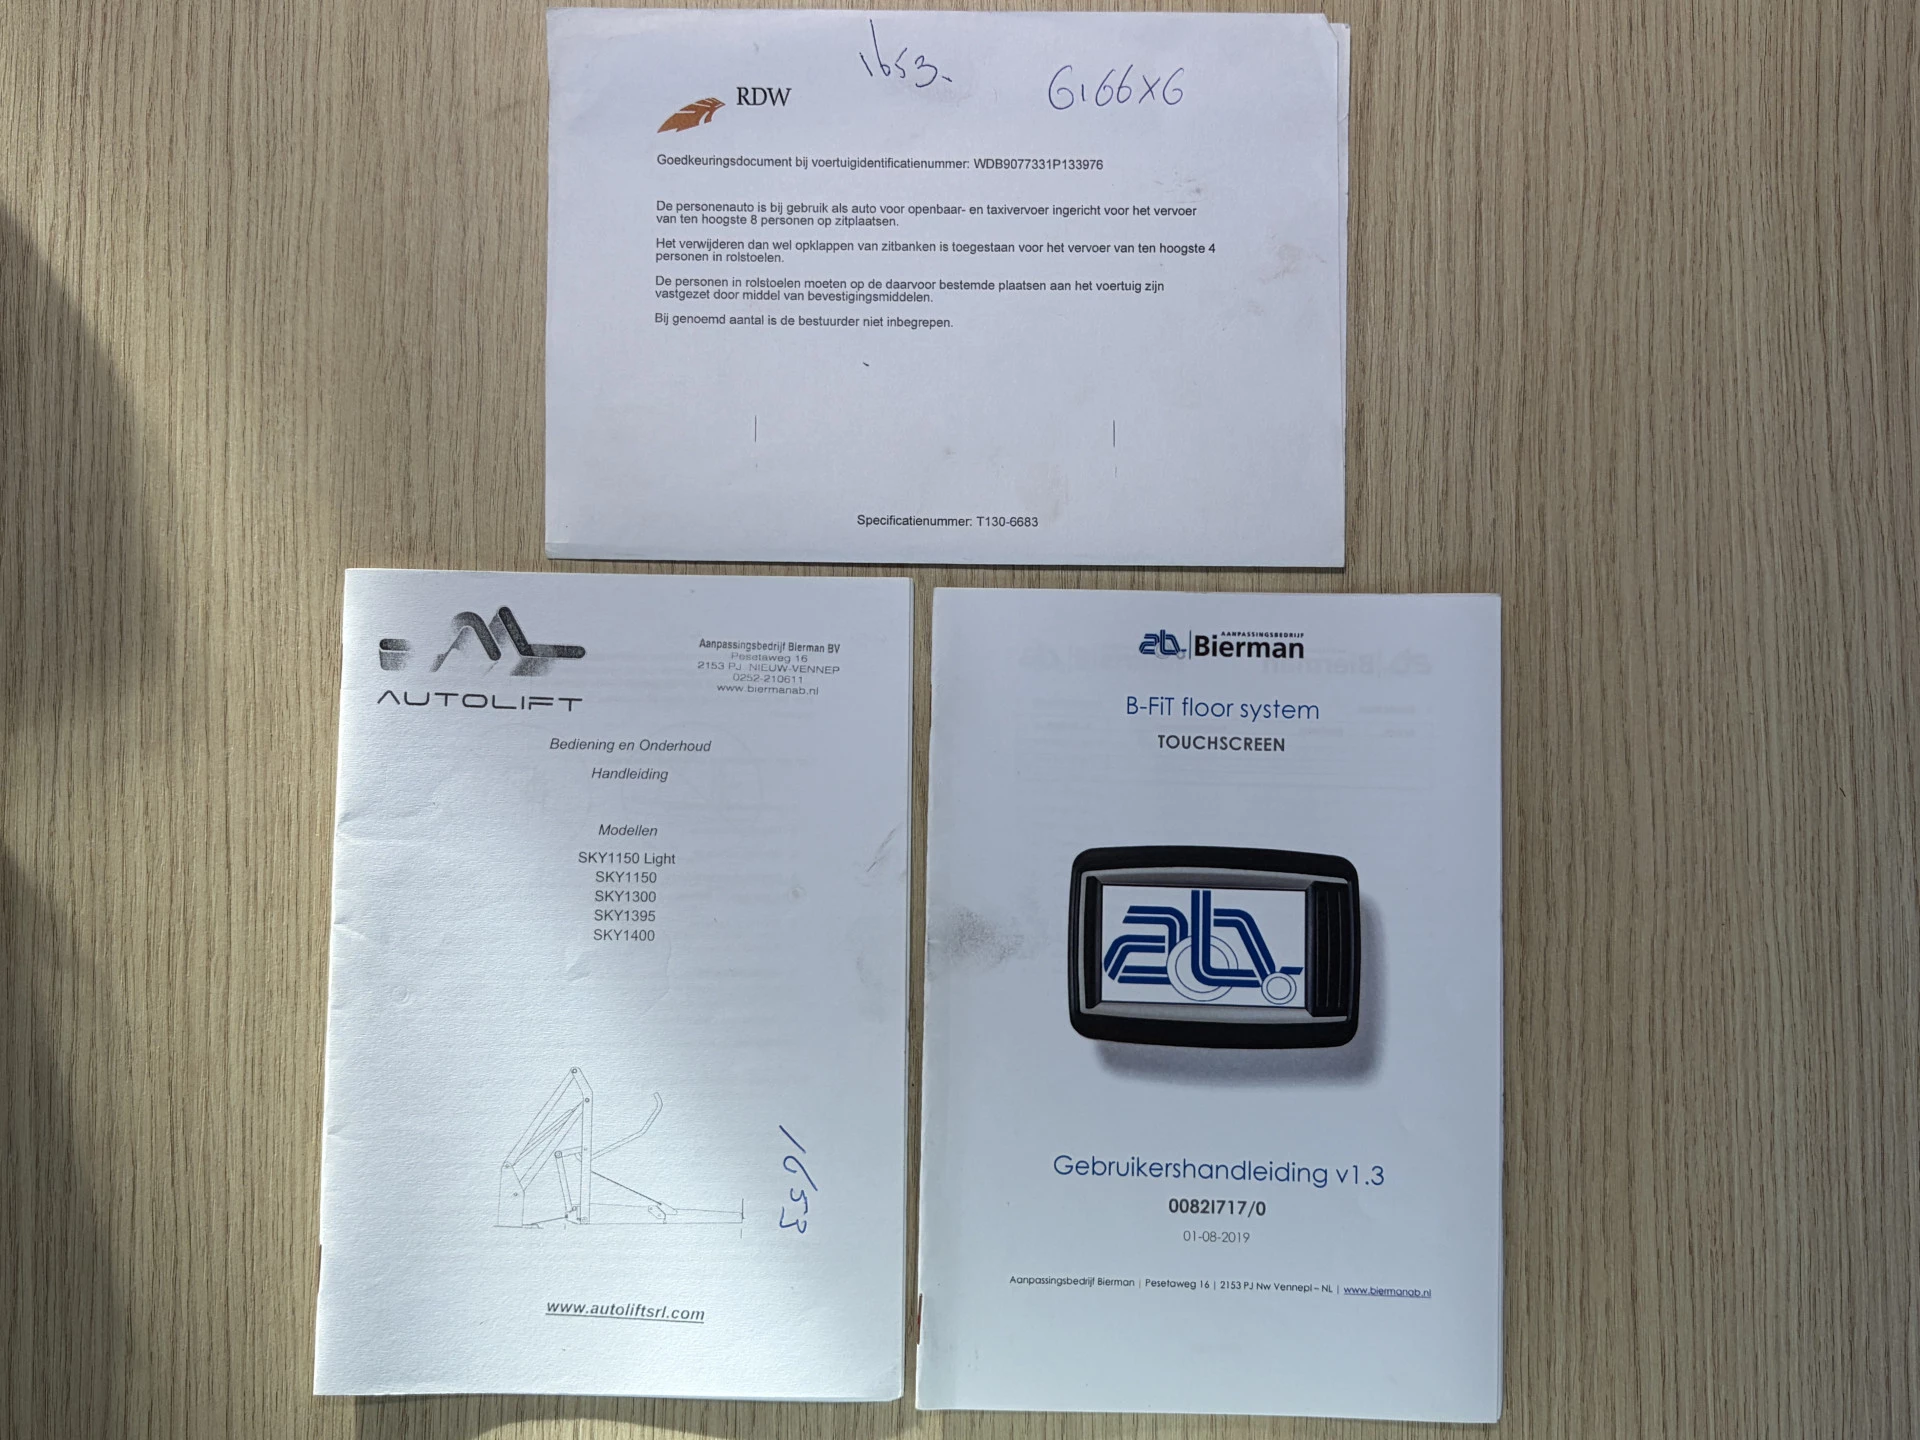 1653.
G166XG
RDW
Goedkeuringsdocument bij voertuigidentificatienummer: WDB9077331P133976
De personenauto is bij gebruik als auto voor openbaar- en taxivervoer ingericht voor het vervoer
van ten hoogste 8 personen op zitplaatsen.
Het verwijderen dan wel opklappen van zitbanken is toegestaan voor het vervoer van ten hoogste 4
personen in rolstoelen.
De personen in rolstoelen moeten op de daarvoor bestemde plaatsen aan het voertuig zijn
vastgezet door middel van bevestigingsmiddelen.
Bij genoemd aantal is de bestuurder niet inbegrepen.
Specificatienummer: T130-6683
AUTOLIFT
Aanpassingsbedrijf Bierman BV
Pesetaweg 16
2153 PJ NIEUW-VENNEP
0252-210611
www.biermanab.nl
Bediening en Onderhoud
Handleiding
Modellen
SKY1150 Light
SKY1150
SKY1300
SKY1395
SKY1400
1653
www.autoliftsrl.com
ab
AANPASSINGSBEDRIJF
Bierman
B-FiT floor system
TOUCHSCREEN
ab
Gebruikershandleiding v1.3
0082I717/0
01-08-2019
Aanpassingsbedrijf Bierman | Pesetaweg 16 | 2153 PJ Nw Vennepl – NL | www.biermanab.nl